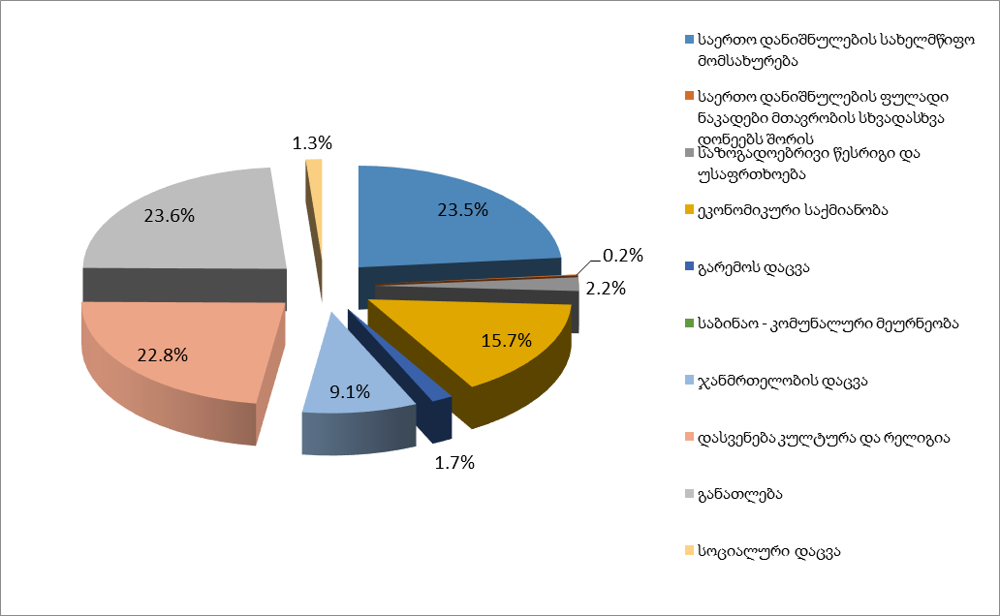 1.3%
23.5%
23.6%
0.2%
2.2%
15.7%
22.8%
9.1%
1.7%
საერთო დანიშნულების სახელმწიფო
მომსახურება
საერთო დანიშნულების ფულადი
ნაკადები მთავრობის სხვადასხვა
დონეებს შორის
საზოგადოებრივი წესრიგი და
უსაფრთხოება
ეკონომიკური საქმიანობა
გარემოს დაცვა
საბინაო - კომუნალური მეურნეობა
ჯანმრთელობის დაცვა
დასვენება კულტურა და რელიგია
განათლება
სოციალური დაცვა